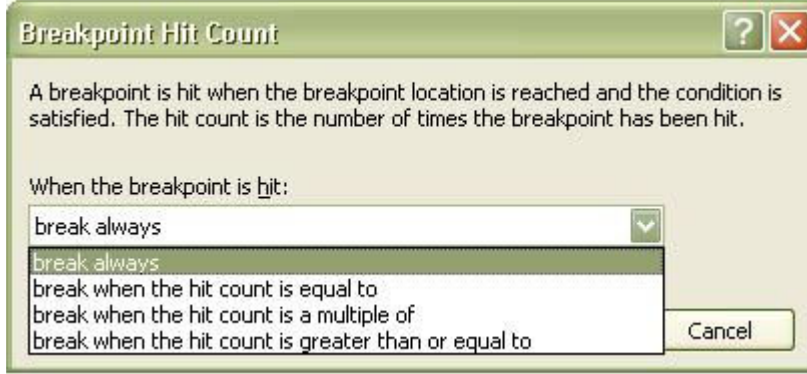 Breakpoint Hit Count
A breakpoint is hit when the breakpoint location is reached and the condition is
satisfied. The hit count is the number of times the breakpoint has been hit.
When the breakpoint is hit:
break always
break always
break when the hit count is equal to
break when the hit count is a multiple of
break when the hit count is greater than or equal to
Cancel